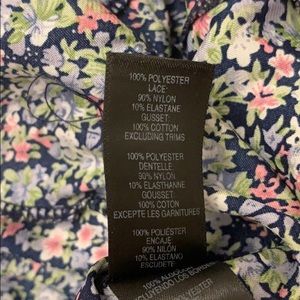 100% POLYESTER
LACE:
90% NYLON
10% ELASTANE
GUSSET:
100% COTTON
EXCLUDING TRIMS
100% POLYESTER
DENTELLE
90% NYLON
10% ELASTHANNE
GOUSSET
100% COTON
EXCEPTE LES GARNITURES
100% POLIÉSTER
ENCAJE
90% NILÓN
10% ELASTANO
ESCUDETE
100%